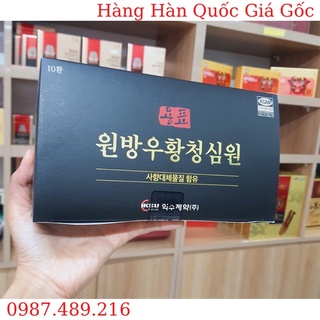 Hàng Hàn Quốc Giá Gốc
10환
원방우황청심원
사향대체물질 함유
IKSU 익수제약(주)
0987.489.216